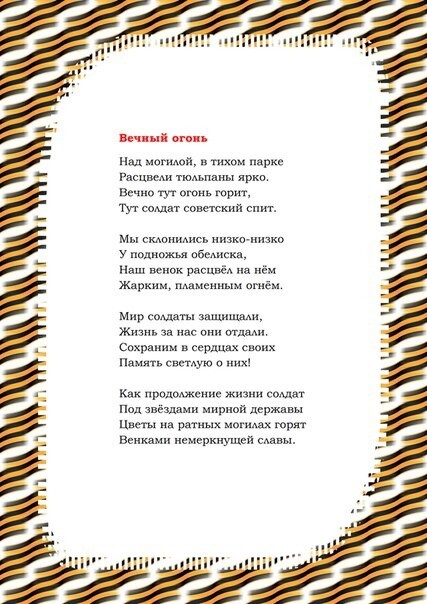 Вечный огонь
Над могилой, в тихом парке
Расцвели тюльпаны ярко.
Вечно тут огонь горит,
Тут солдат советский спит.
Мы склонились низко-низко
У подножья обелиска,
Наш венок расцвёл на нём
Жарким, пламенным огнём.
Мир солдаты защищали,
Жизнь за нас они отдали.
Сохраним в сердцах своих
Память светлую о них!
Как продолжение жизни солдат
Под звёздами мирной державы
Цветы на ратных могилах горят
Венками немеркнущей славы.